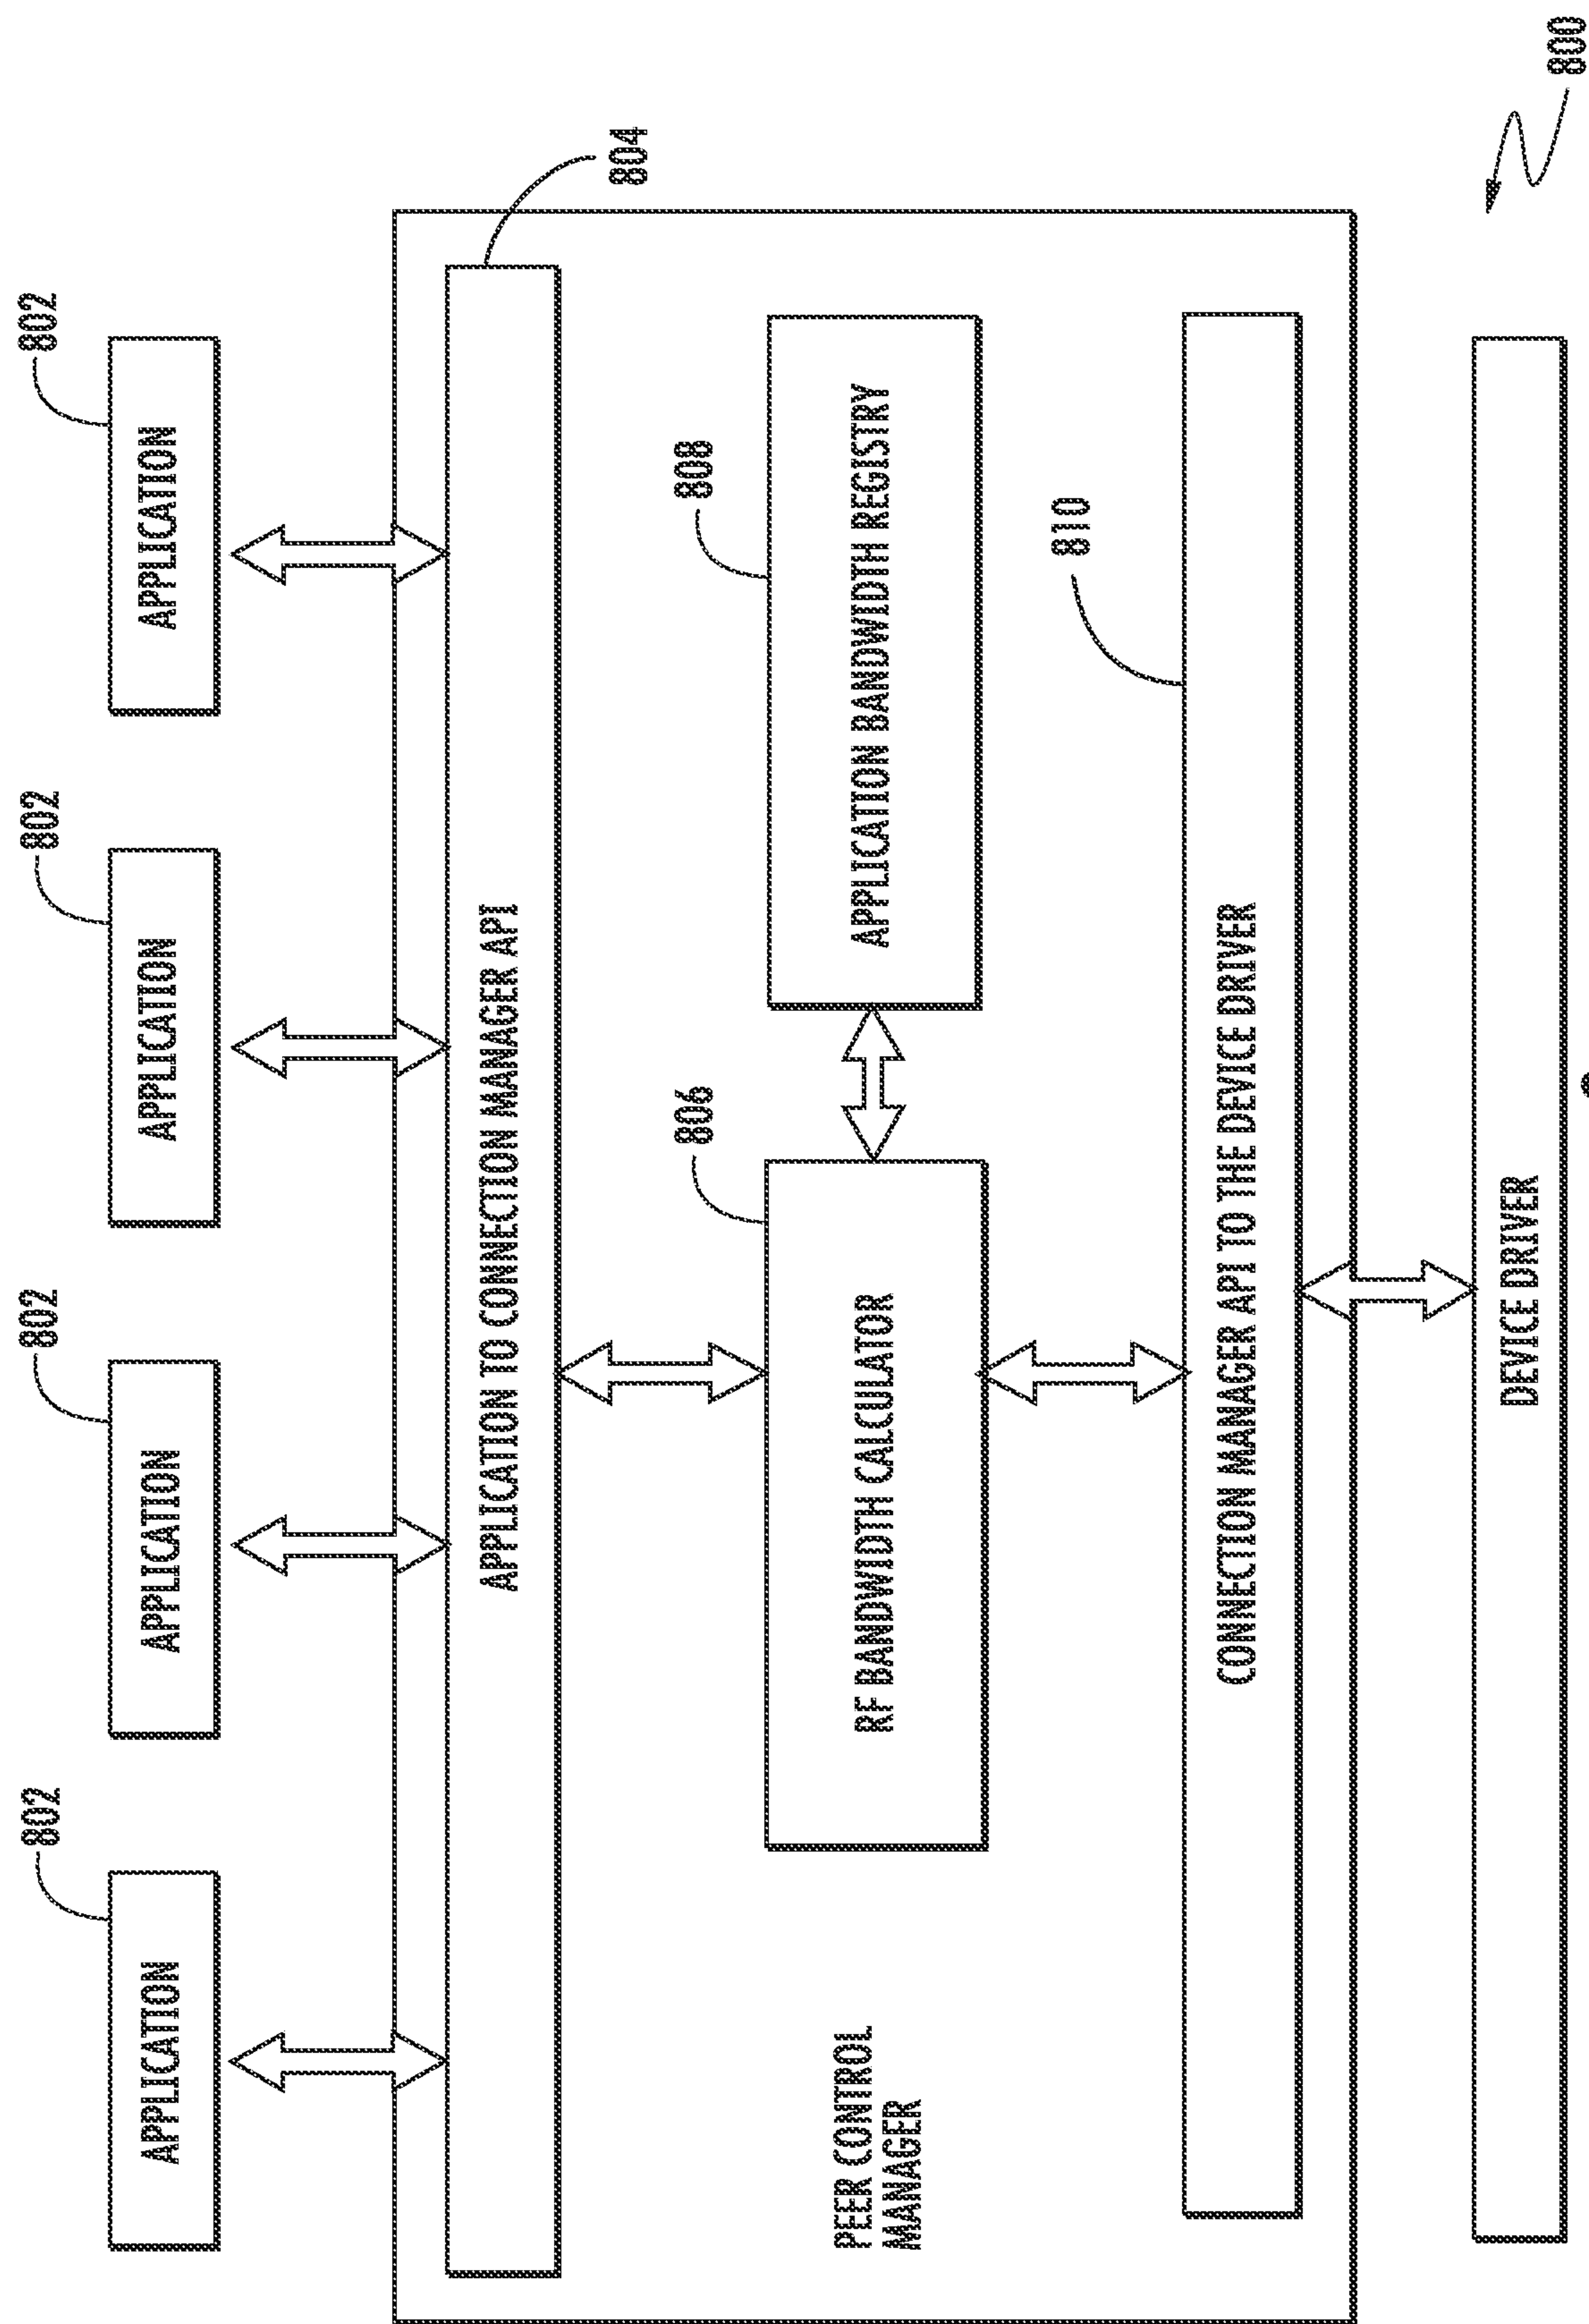 802
802
802
802
APPLICATION
APPLICATION
APPLICATION
APPLICATION
804
APPLICATION TO CONNECTION MANAGER API
806
808
PEER CONTROL
MANAGER
RF BANDWIDTH CALCULATOR
APPLICATION BANDWIDTH REGISTRY
810
CONNECTION MANAGER API TO THE DEVICE DRIVER
DEVICE DRIVER
800